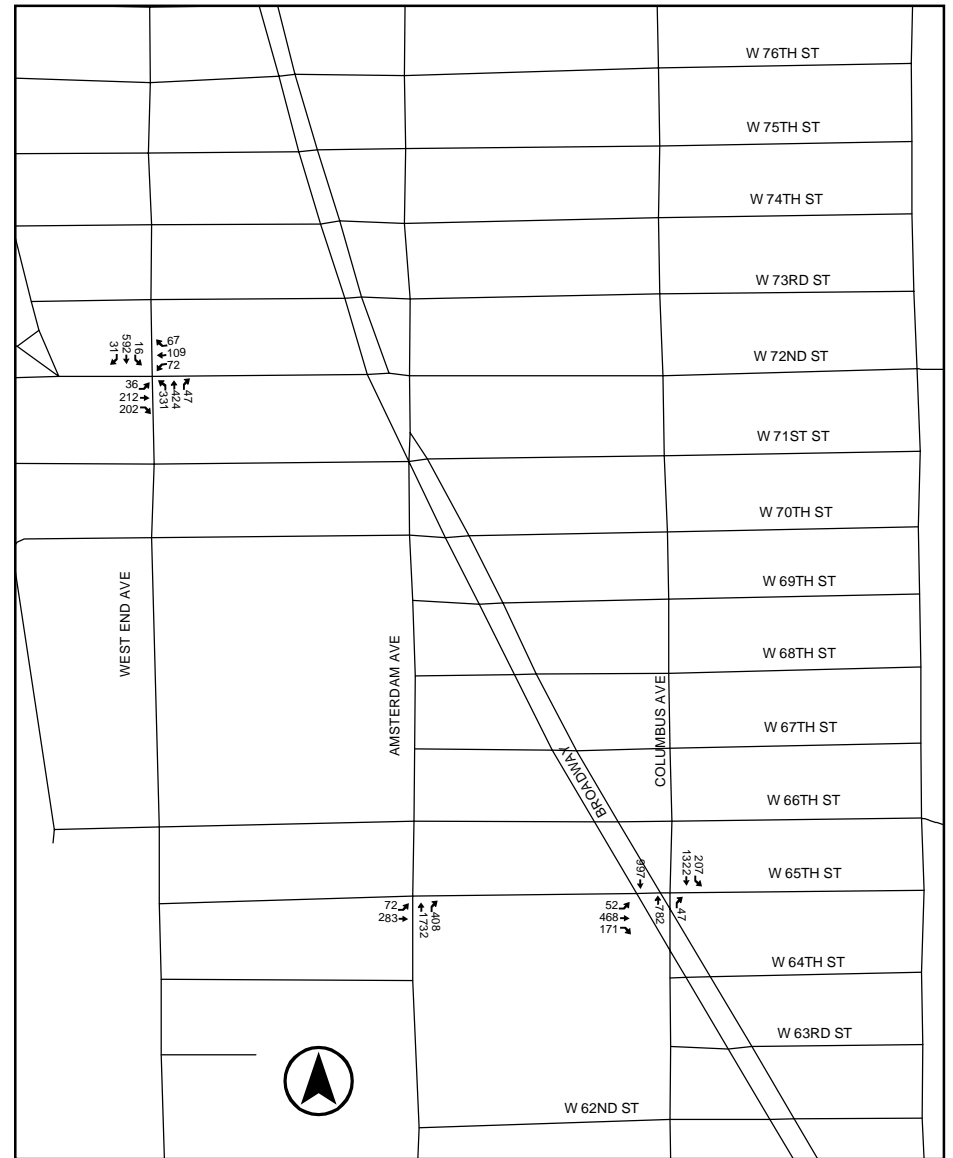 W 76TH ST
W 75TH ST
W 74TH ST
W 73RD ST
31
592
16
67
109
72
W 72ND ST
36
212
202
331
424
47
W 71ST ST
W 70TH ST
WEST END AVE
W 69TH ST
AMSTERDAM AVE
W 68TH ST
COLUMBUS AVE
W 67TH ST
BROADWAY
W 66TH ST
997
1322
207
W 65TH ST
72
283
1732
408
52
468
171
782
47
W 64TH ST
W 63RD ST
W 62ND ST